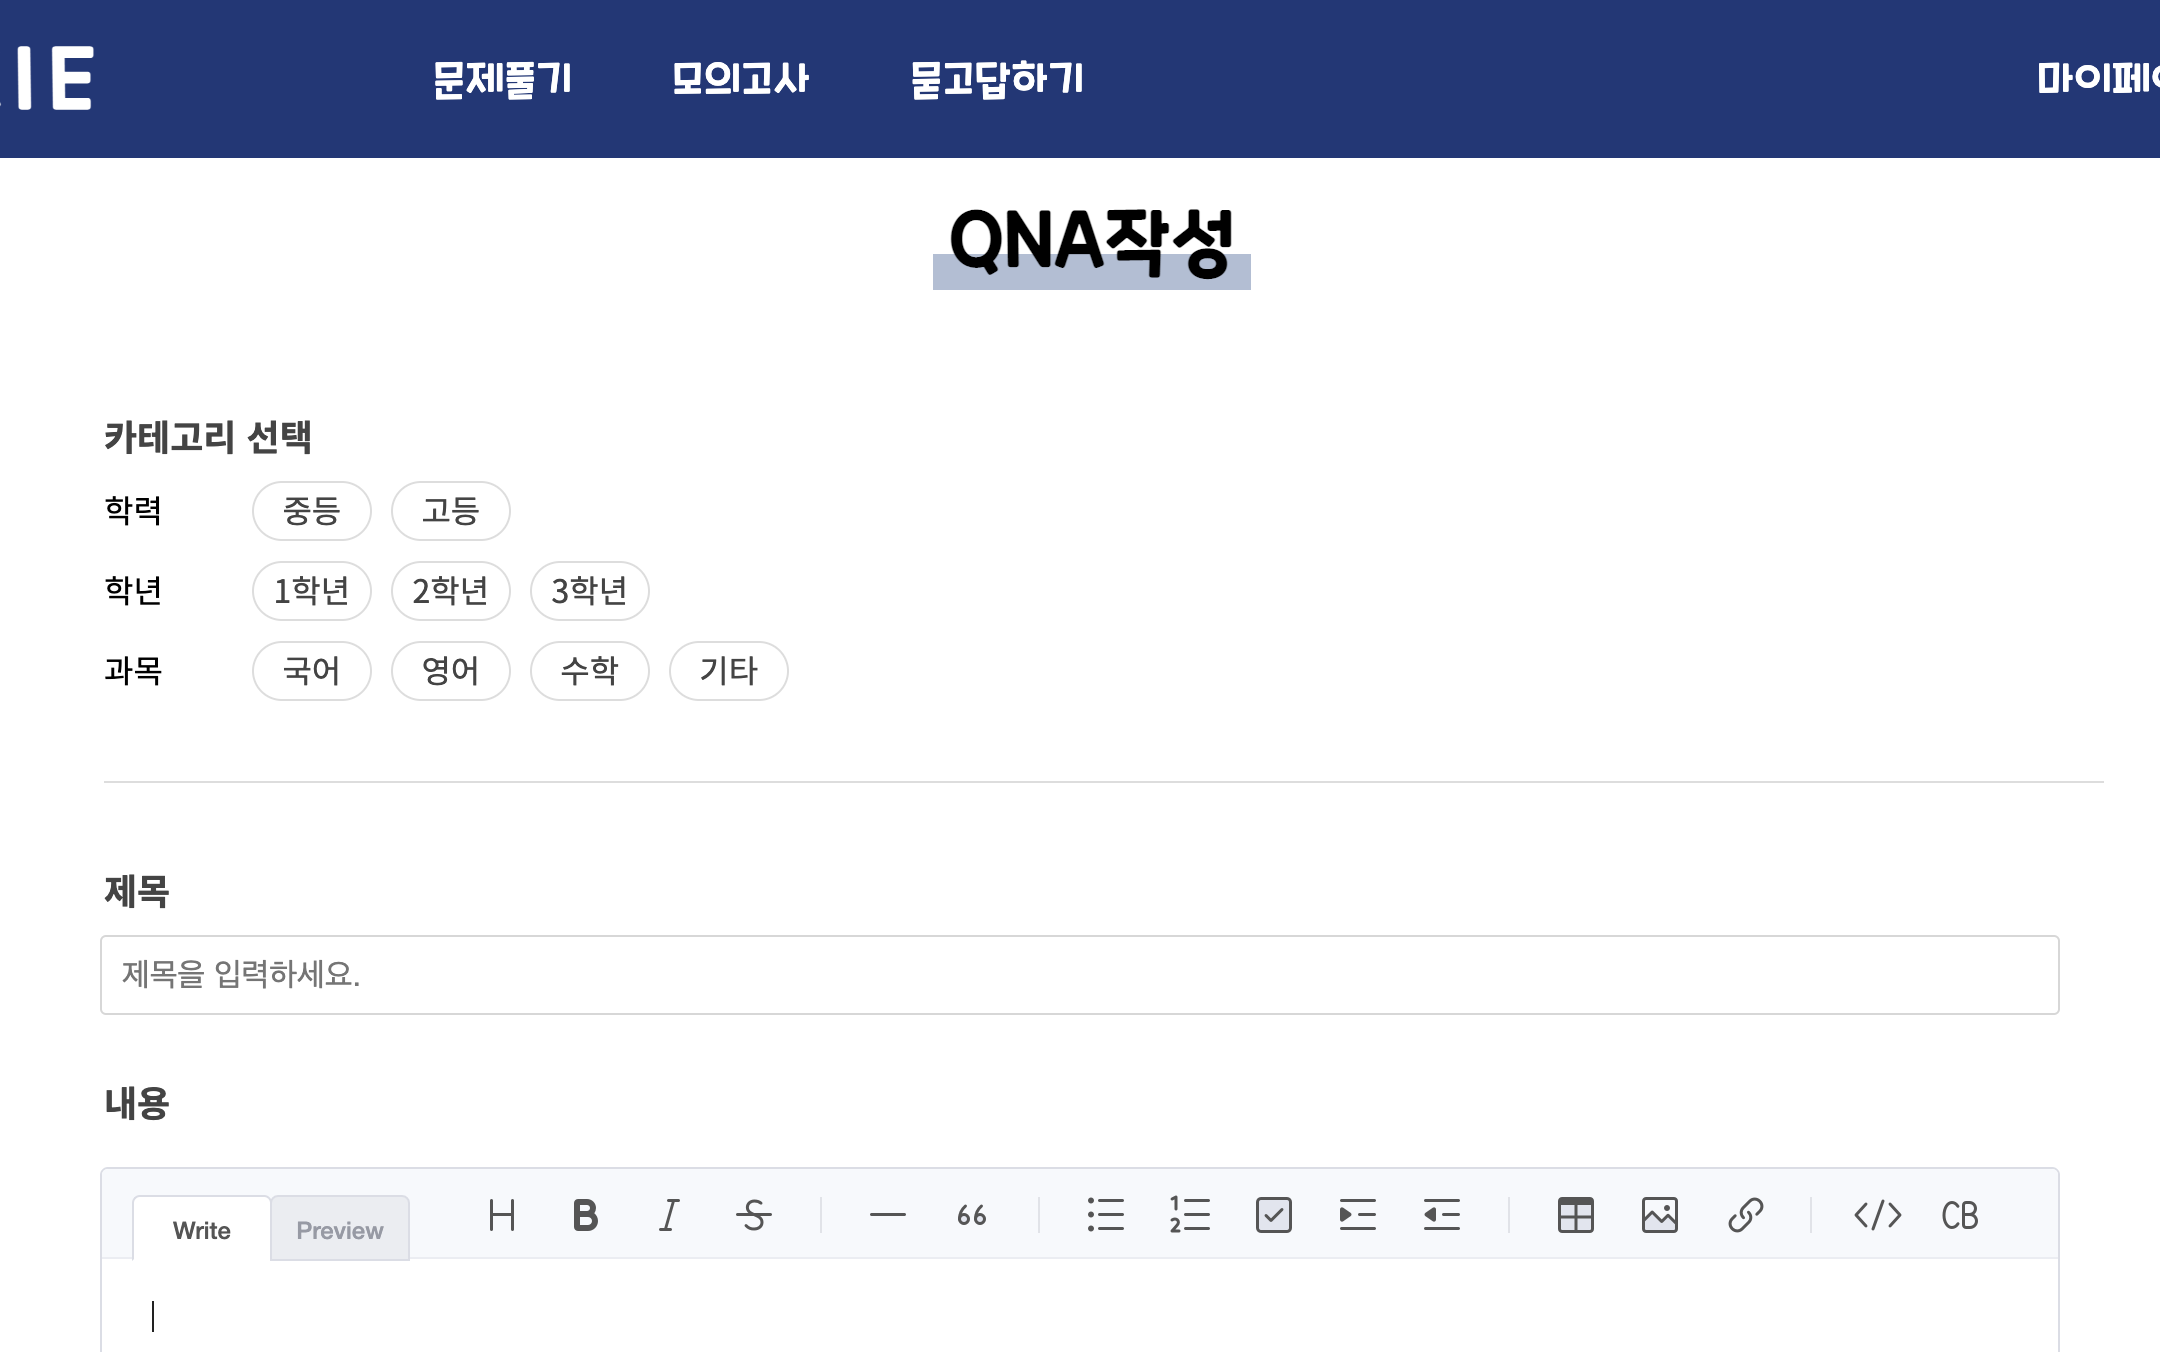 IE 문제풀기 모의고사 묻고답하기 마이페
QNA작성
카테고리 선택
학력 중등 고등
학년 1학년 2학년 3학년
과목 국어 영어 수학 기타
제목
제목을 입력하세요.
내용
Write Preview H B I S 66 </> CB